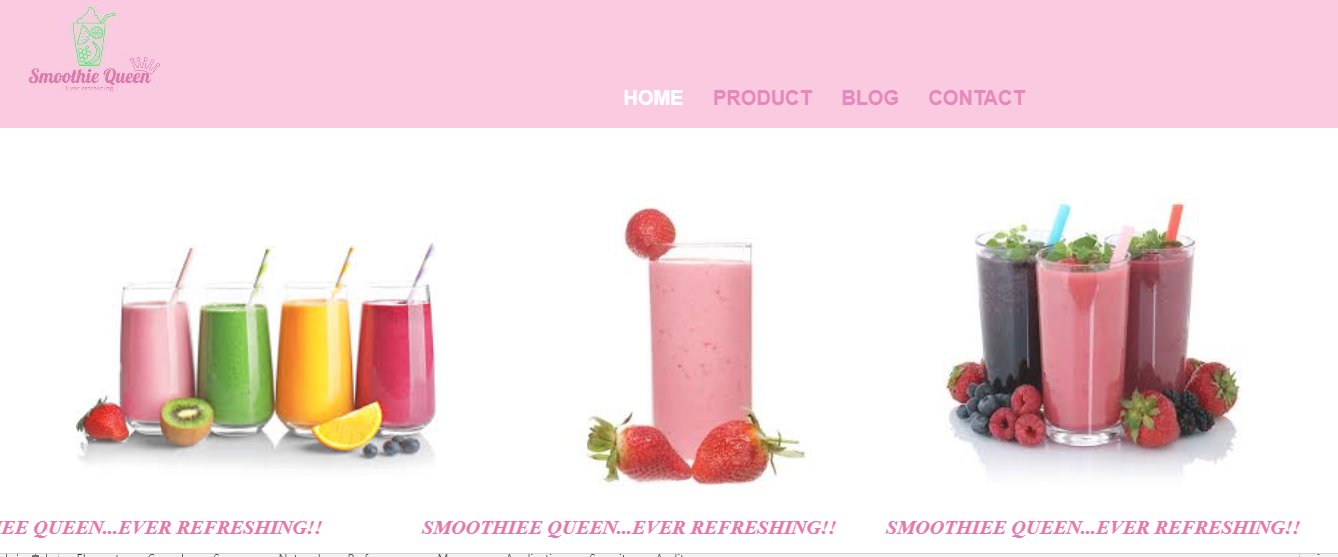 Smoothie Queen
Ever refreshing...
HOME PRODUCT BLOG CONTACT
IEE QUEEN...EVER REFRESHING!! SMOOTHIEE QUEEN...EVER REFRESHING!! SMOOTHIEE QUEEN...EVER REFRESHING!!